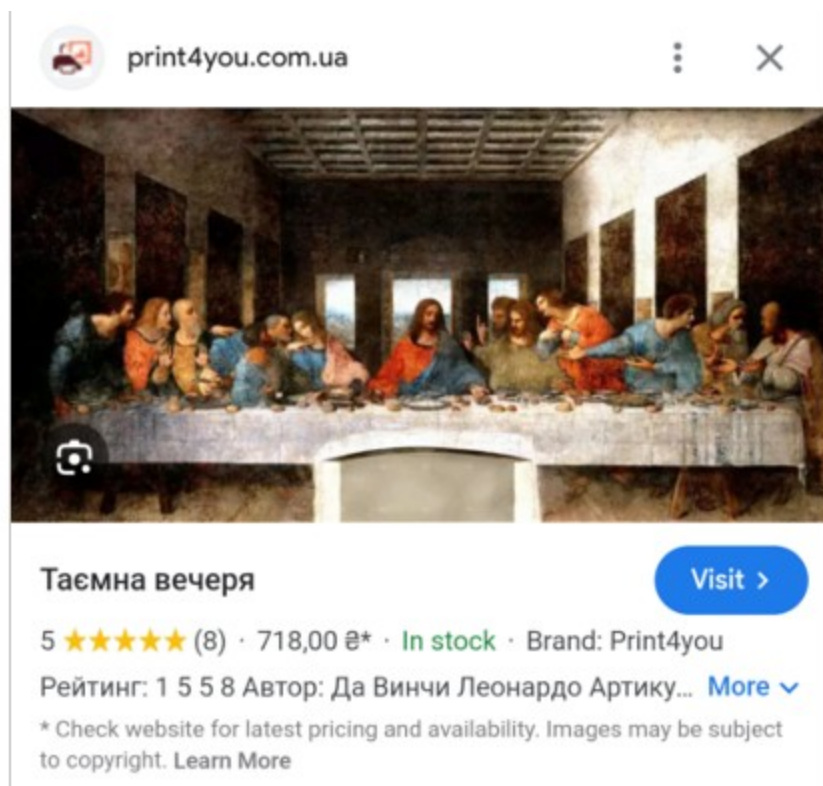 print4you.com.ua
Таємна вечеря
Visit >
5 ★★★★★ (8) · 718,00 ₴* · In stock · Brand: Print4you
Рейтинг: 1 5 5 8 Автор: Да Винчи Леонардо Артику... More
* Check website for latest pricing and availability. Images may be subject
to copyright. Learn More